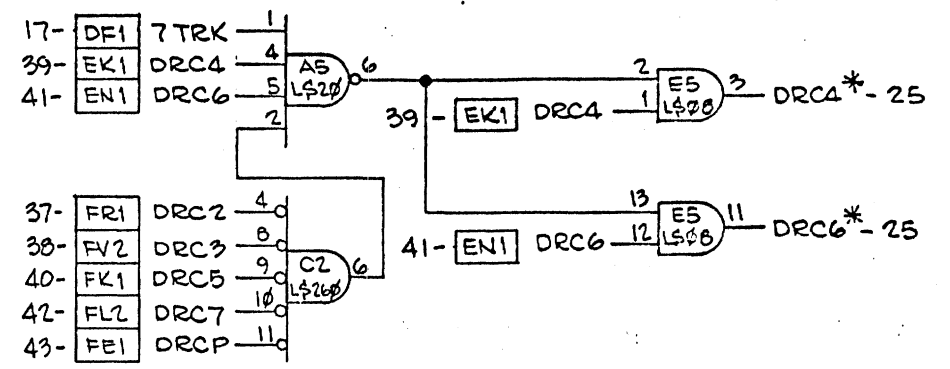 17- DF1 7 TRK 1
39- EK1 DRC4 4
41- EN1 DRC6 5
2
A5
LS20
6
39- EK1 DRC4 1
2
E5
LS08
3
DRC4*-25
13
41- EN1 DRC6 12
E5
LS08
11
DRC6*-25
37- FR1 DRC2 4
38- FV2 DRC3 8
40- FK1 DRC5 9
42- FL2 DRC7 10
43- FE1 DRCP 11
C2
LS260
6